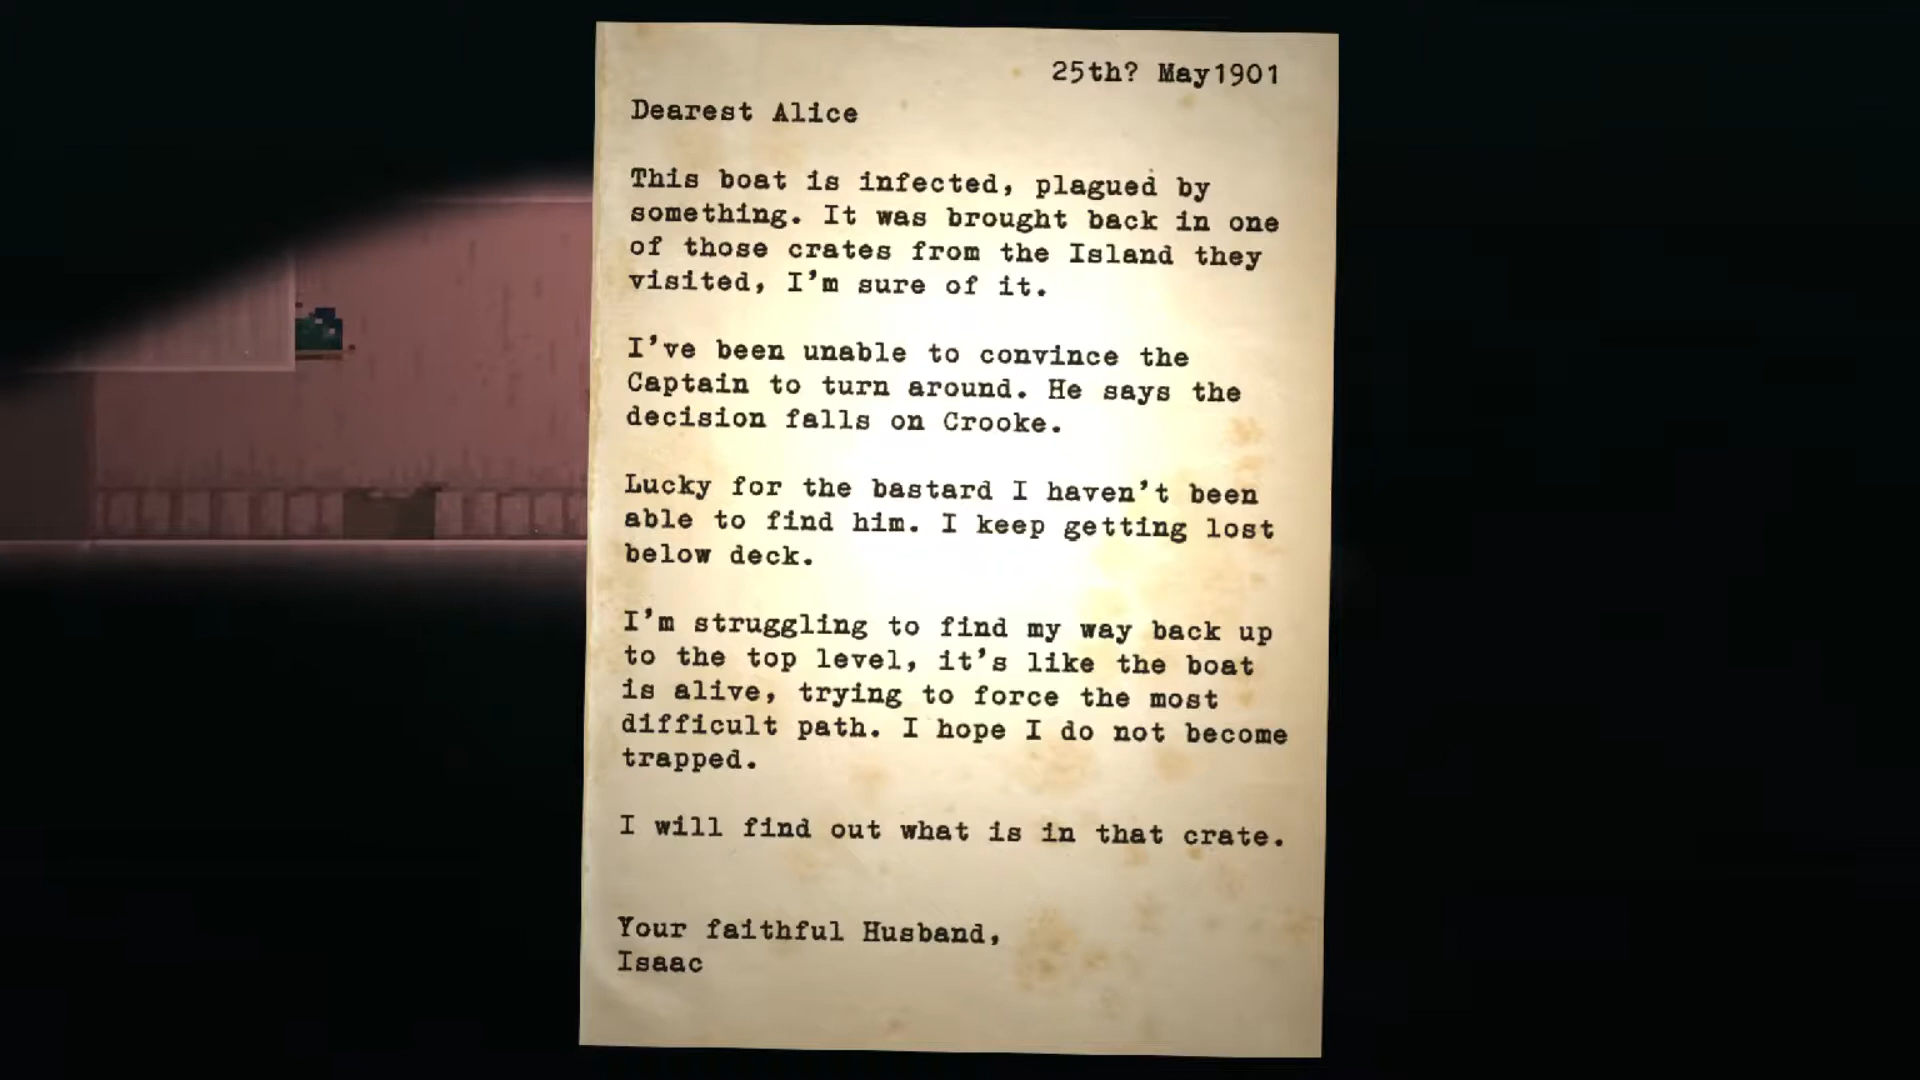 25th? May1901
Dearest Alice
This boat is infected, plagued by
something. It was brought back in one
of those crates from the Island they
visited, I'm sure of it.
I've been unable to convince the
Captain to turn around. He says the
decision falls on Crooke.
Lucky for the bastard I haven't been
able to find him. I keep getting lost
below deck.
I'm struggling to find my way back up
to the top level, it's like the boat
is alive, trying to force the most
difficult path. I hope I do not become
trapped.
I will find out what is in that crate.
Your faithful Husband,
Isaac